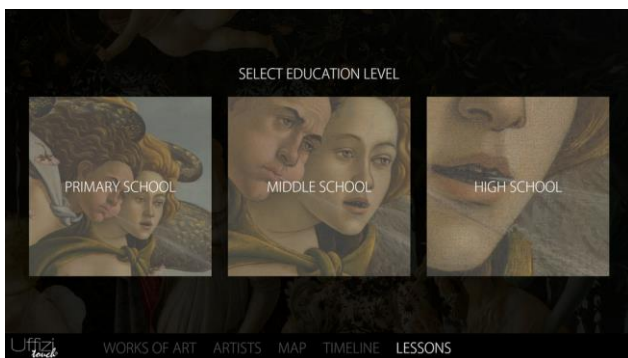 SELECT EDUCATION LEVEL
PRIMARY SCHOOL
MIDDLE SCHOOL
HIGH SCHOOL
Uffizi
touch
WORKS OF ART ARTISTS MAP TIMELINE LESSONS